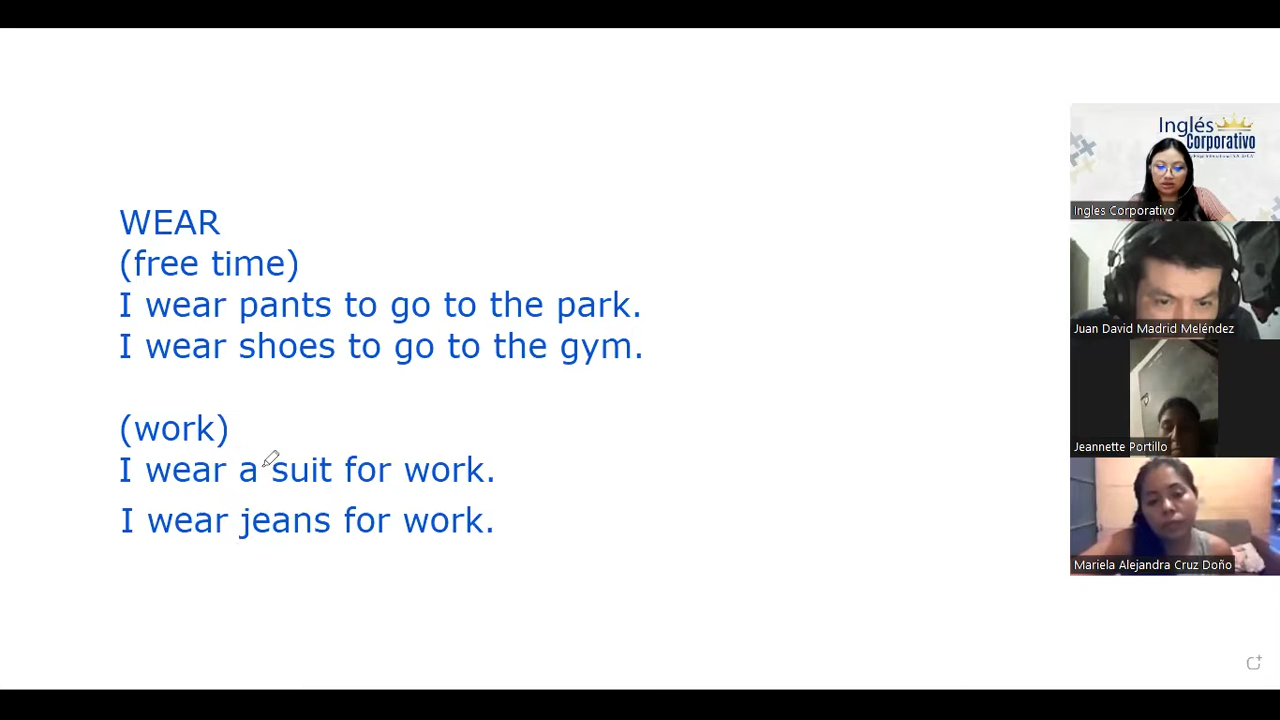 WEAR
(free time)
I wear pants to go to the park.
I wear shoes to go to the gym.
(work)
I wear a suit for work.
I wear jeans for work.
Inglés
Corporativo
Ingles Corporativo
Juan David Madrid Meléndez
Jeannette Portillo
Mariela Alejandra Cruz Doño